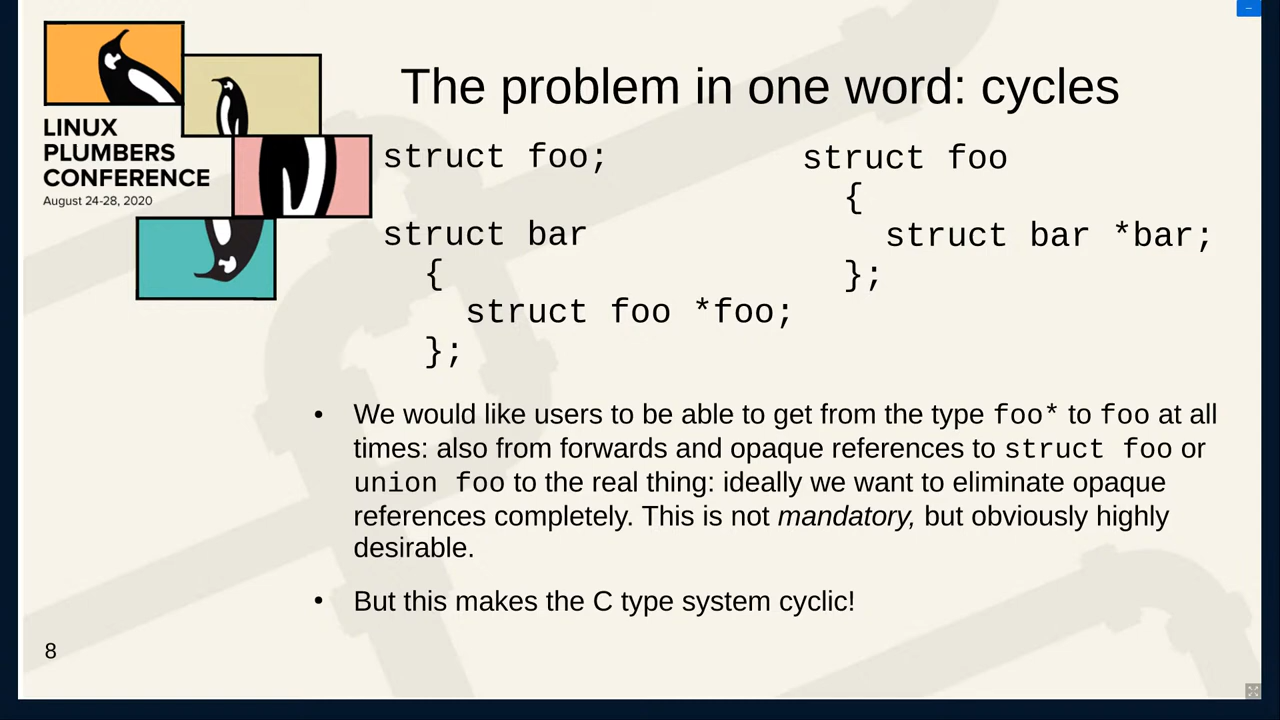 LINUX
PLUMBERS
CONFERENCE
August 24-28, 2020
The problem in one word: cycles
struct foo;
struct bar
{
struct foo *foo;
};
struct foo
{
struct bar *bar;
};
• We would like users to be able to get from the type foo* to foo at all
times: also from forwards and opaque references to struct foo or
union foo to the real thing: ideally we want to eliminate opaque
references completely. This is not mandatory, but obviously highly
desirable.
• But this makes the C type system cyclic!
8